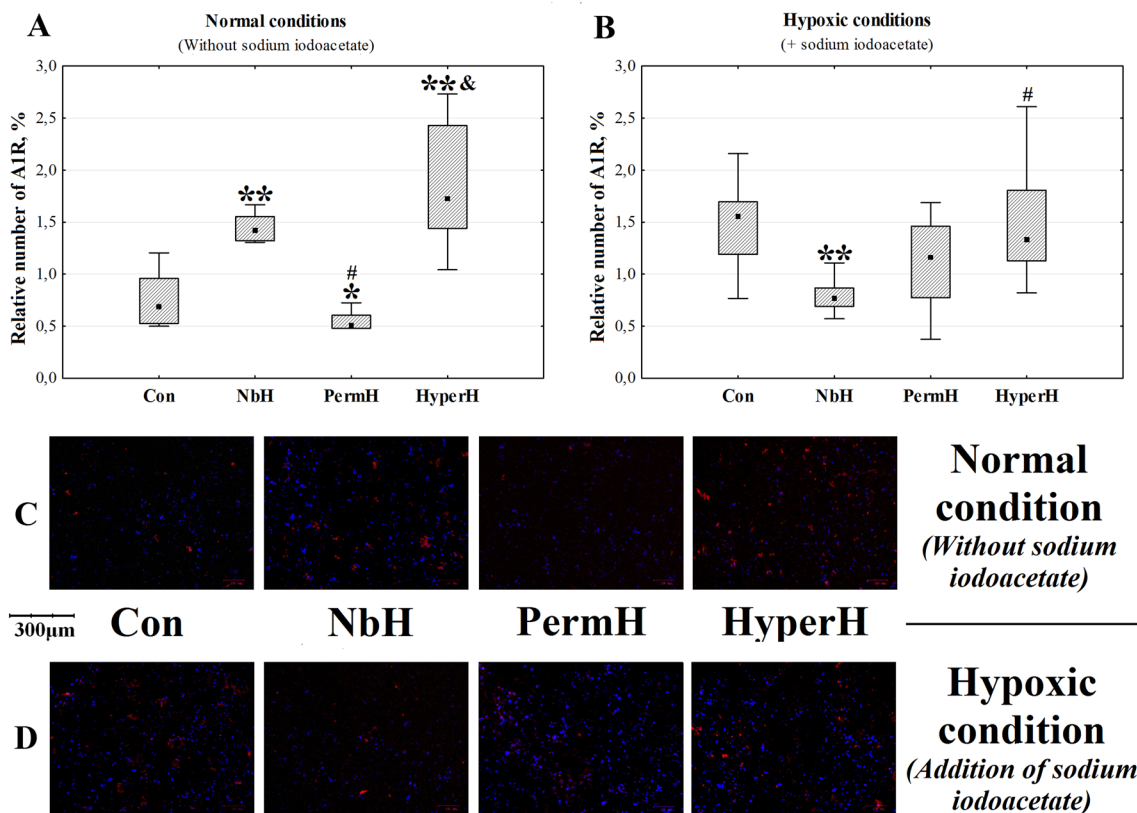 A
Normal conditions
(Without sodium iodoacetate)
Relative number of A1R, %
3,0
2,5
2,0
1,5
1,0
0,5
0,0
**
#
*
**&
Con
NbH
PermH
HyperH
B
Hypoxic conditions
(+ sodium iodoacetate)
Relative number of A1R, %
3,0
2,5
2,0
1,5
1,0
0,5
0,0
**
#
Con
NbH
PermH
HyperH
C
Normal
condition
(Without sodium
iodoacetate)
300μm
Con
NbH
PermH
HyperH
D
Hypoxic
condition
(Addition of sodium
iodoacetate)